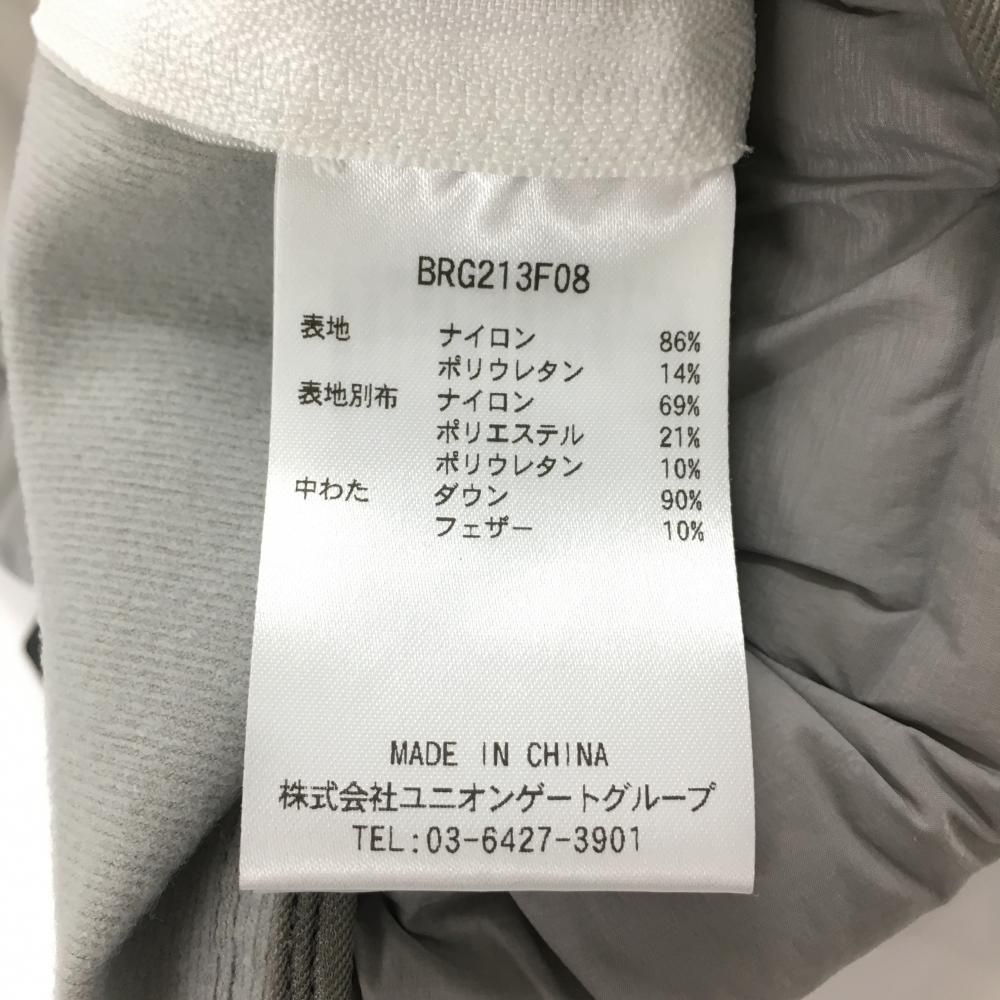 BRG213F08
表地 ナイロン 86%
ポリウレタン 14%
表地別布 ナイロン 69%
ポリエステル 21%
ポリウレタン 10%
中わた ダウン 90%
フェザー 10%
MADE IN CHINA
株式会社ユニオンゲートグループ
TEL:03-6427-3901